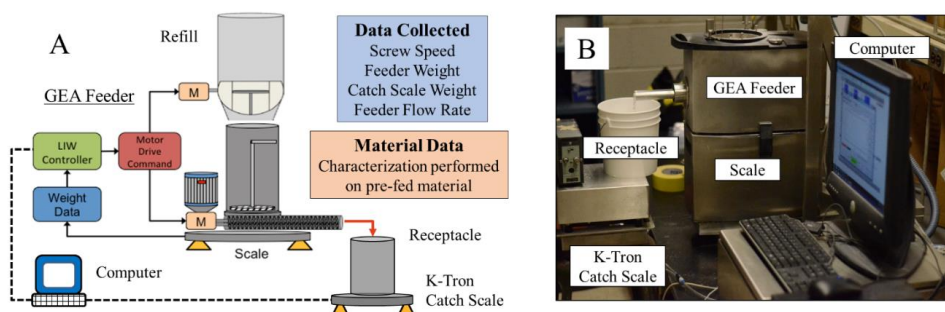 A
Refill
GEA Feeder
M
LIW
Controller
Motor
Drive
Command
Weight
Data
M
Scale
Computer
Receptacle
K-Tron
Catch Scale
Data Collected
Screw Speed
Feeder Weight
Catch Scale Weight
Feeder Flow Rate
Material Data
Characterization performed
on pre-fed material
B
Computer
GEA Feeder
Receptacle
Scale
K-Tron
Catch Scale